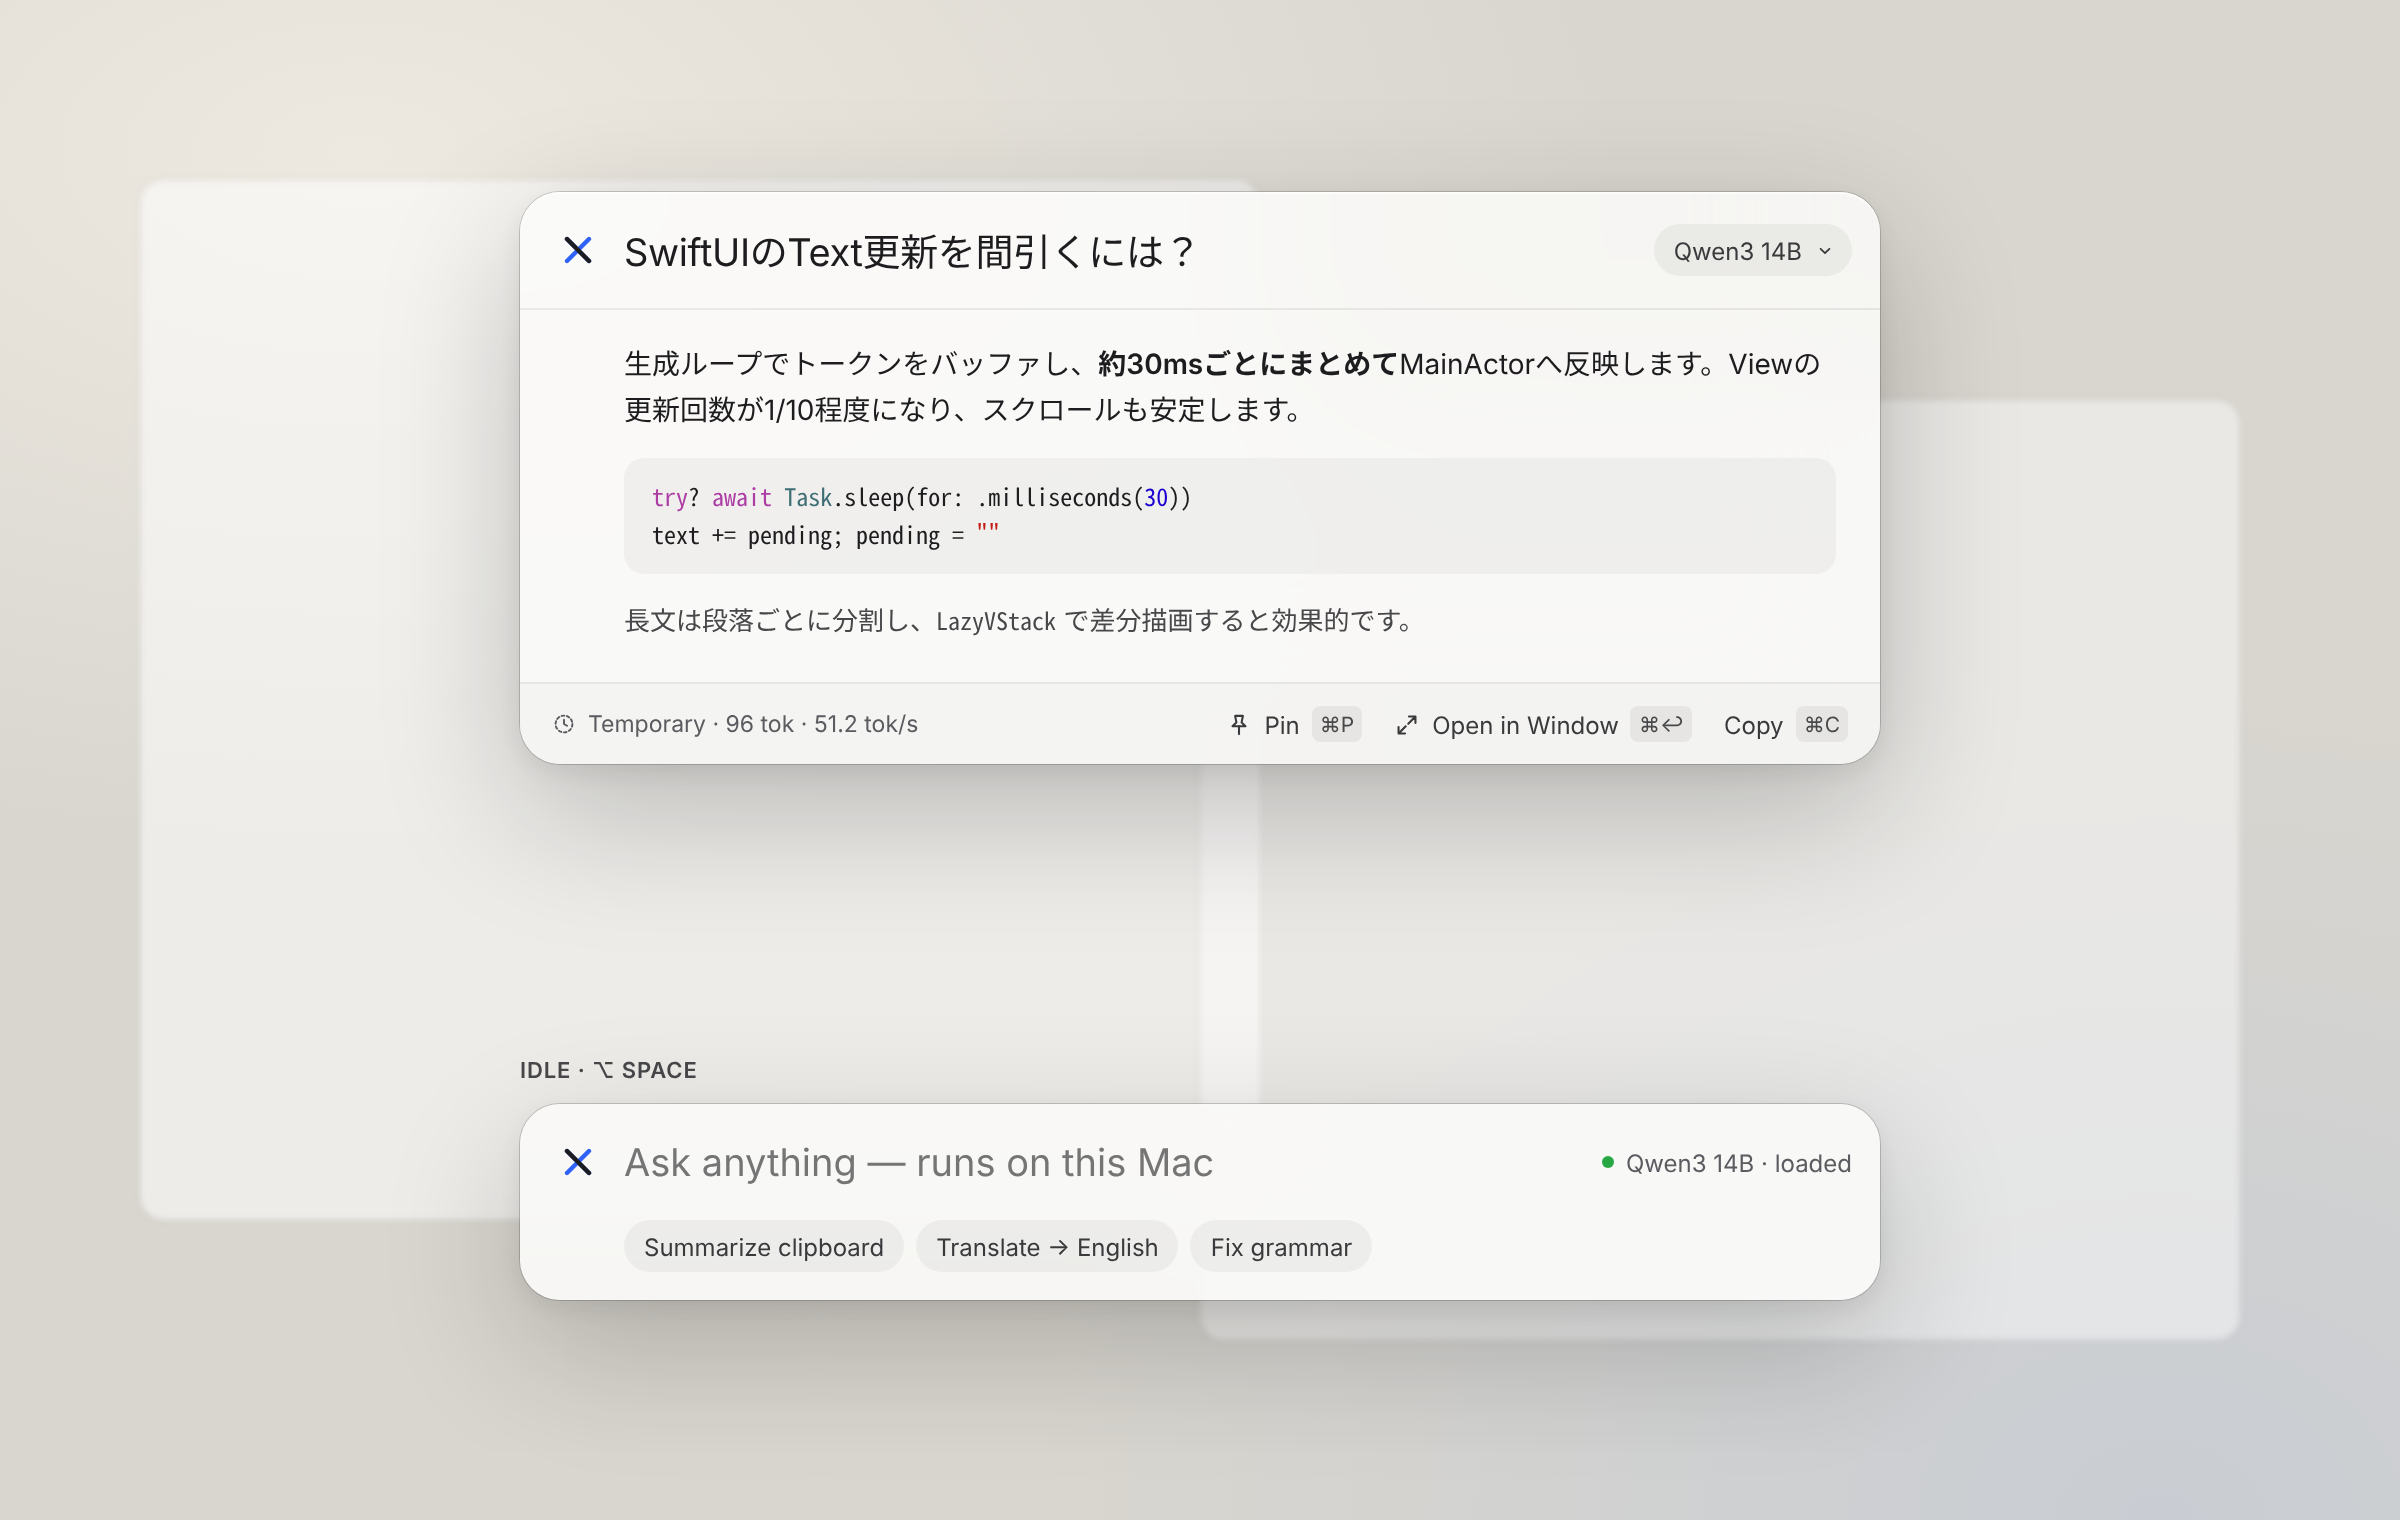 SwiftUIのText更新を間引くには？
Qwen3 14B
生成ループでトークンをバッファし、約30msごとにまとめてMainActorへ反映します。Viewの
更新回数が1/10程度になり、スクロールも安定します。
try? await Task.sleep(for: .milliseconds(30))
text += pending; pending = ""
長文は段落ごとに分割し、LazyVStack で差分描画すると効果的です。
Temporary · 96 tok · 51.2 tok/s
Pin ⌘P Open in Window ⌘↩ Copy ⌘C
IDLE · ⌥ SPACE
Ask anything — runs on this Mac
Qwen3 14B · loaded
Summarize clipboard
Translate → English
Fix grammar